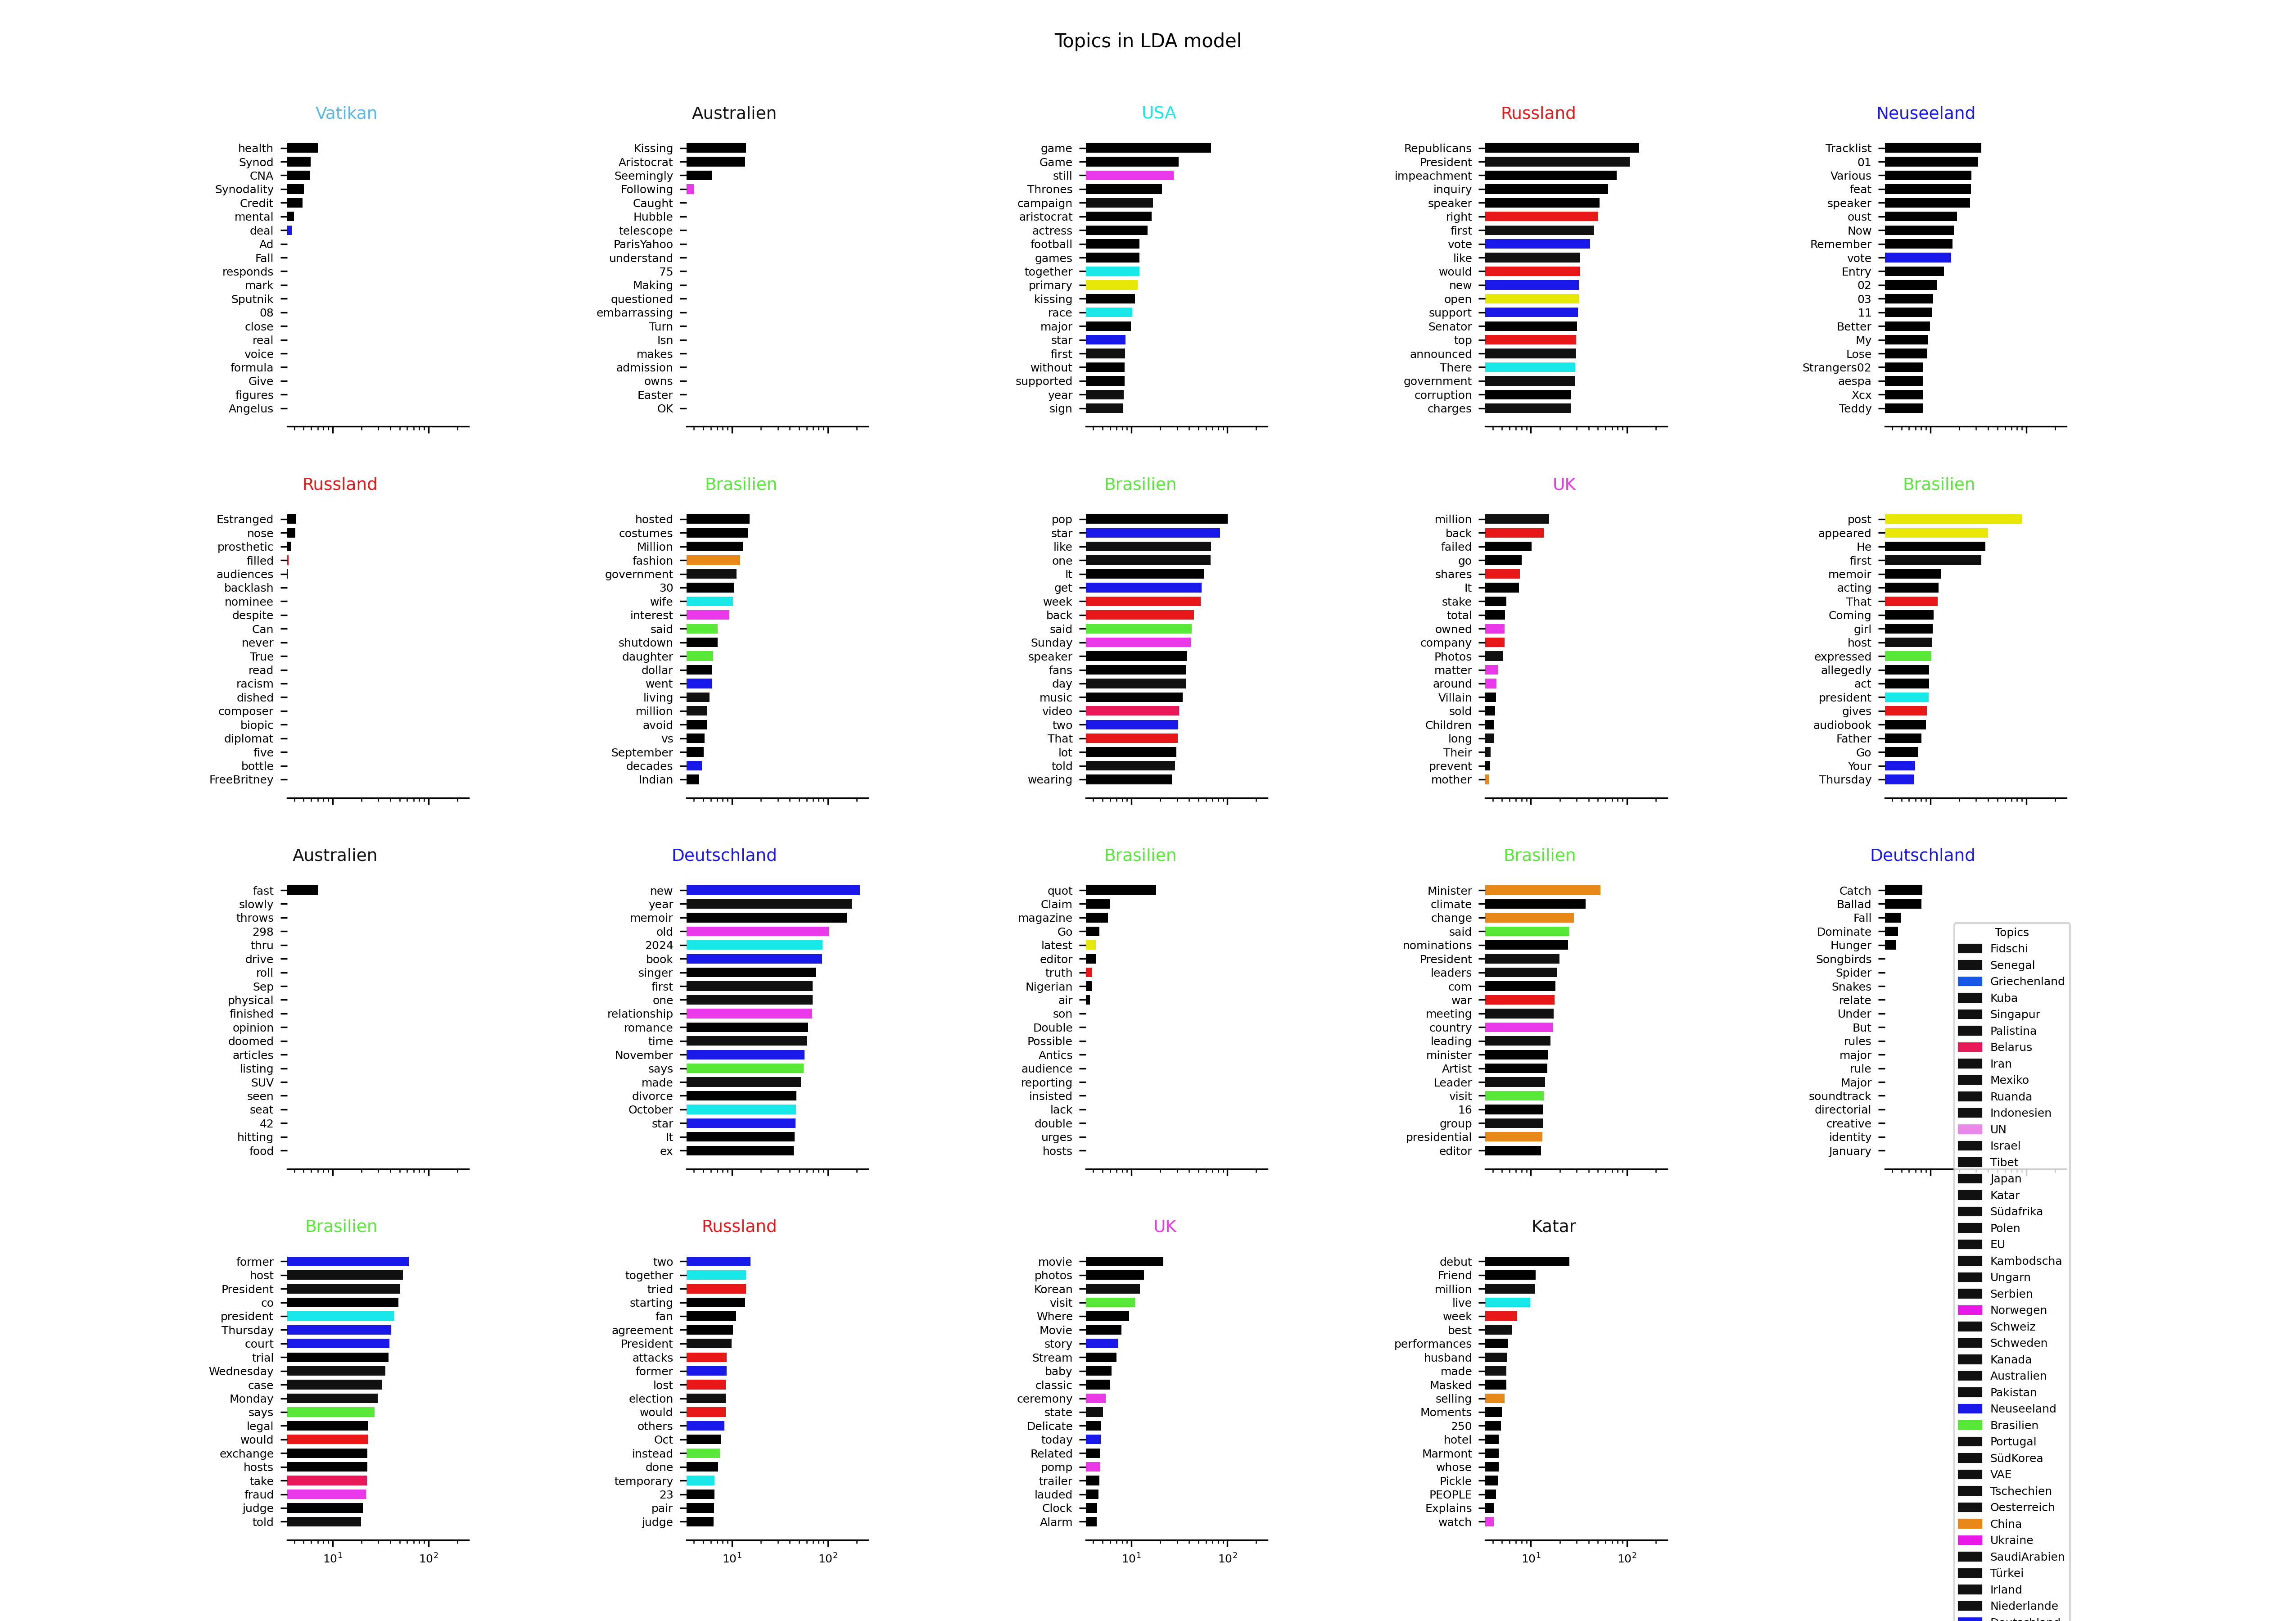 Topics in LDA model
Vatikan
health
Synod
CNA
Synodality
Credit
mental
deal
Ad
Fall
responds
mark
Sputnik
08
close
real
voice
formula
Give
figures
Angelus
Australien
Kissing
Aristocrat
Seemingly
Following
Caught
Hubble
telescope
ParisYahoo
understand
75
Making
questioned
embarrassing
Turn
Isn
makes
admission
owns
Easter
OK
USA
game
Game
still
Thrones
campaign
aristocrat
actress
football
games
together
primary
kissing
race
major
star
first
without
supported
year
sign
Russland
Republicans
President
impeachment
inquiry
speaker
right
first
vote
like
would
new
open
support
Senator
top
announced
There
government
corruption
charges
Neuseeland
Tracklist
01
Various
feat
speaker
oust
Now
Remember
vote
Entry
02
03
11
Better
My
Lose
Strangers02
aespa
Xcx
Teddy
Russland
Estranged
nose
prosthetic
filled
audiences
backlash
nominee
despite
Can
never
True
read
racism
dished
composer
biopic
diplomat
five
bottle
FreeBritney
Brasilien
hosted
costumes
Million
fashion
government
30
wife
interest
said
shutdown
daughter
dollar
went
living
million
avoid
vs
September
decades
Indian
Brasilien
pop
star
like
one
It
get
week
back
said
Sunday
speaker
fans
day
music
video
two
That
lot
told
wearing
UK
million
back
failed
go
shares
It
stake
total
owned
company
Photos
matter
around
Villain
sold
Children
long
Their
prevent
mother
Brasilien
post
appeared
He
first
memoir
acting
That
Coming
girl
host
expressed
allegedly
act
president
gives
audiobook
Father
Go
Your
Thursday
Australien
fast
slowly
throws
298
thru
drive
roll
Sep
physical
finished
opinion
doomed
articles
listing
SUV
seen
seat
42
hitting
food
Deutschland
new
year
memoir
old
2024
book
singer
first
one
relationship
romance
time
November
says
made
divorce
October
star
It
ex
Brasilien
quot
Claim
magazine
Go
latest
editor
truth
Nigerian
air
son
Double
Possible
Antics
audience
reporting
insisted
lack
double
urges
hosts
Brasilien
Minister
climate
change
said
nominations
President
leaders
com
war
meeting
country
leading
minister
Artist
Leader
visit
16
group
presidential
editor
Deutschland
Catch
Ballad
Fall
Dominate
Hunger
Songbirds
Spider
Snakes
relate
Under
But
rules
major
rule
Major
soundtrack
directorial
creative
identity
January
Brasilien
former
host
President
co
president
Thursday
court
trial
Wednesday
case
Monday
says
legal
would
exchange
hosts
take
fraud
judge
told
10¹ 10²
Russland
two
together
tried
starting
fan
agreement
President
attacks
former
lost
election
would
others
Oct
instead
done
temporary
23
pair
judge
10¹ 10²
UK
movie
photos
Korean
visit
Where
Movie
story
Stream
baby
classic
ceremony
state
Delicate
today
Related
pomp
trailer
lauded
Clock
Alarm
10¹ 10²
Katar
debut
Friend
million
live
week
best
performances
husband
made
Masked
selling
Moments
250
hotel
Marmont
whose
Pickle
PEOPLE
Explains
watch
10¹ 10²
Topics
Fidschi
Senegal
Griechenland
Kuba
Singapur
Palistina
Belarus
Iran
Mexiko
Ruanda
Indonesien
UN
Israel
Tibet
Japan
Katar
Südafrika
Polen
EU
Kambodscha
Ungarn
Serbien
Norwegen
Schweiz
Schweden
Kanada
Australien
Pakistan
Neuseeland
Brasilien
Portugal
SüdKorea
VAE
Tschechien
Oesterreich
China
Ukraine
SaudiArabien
Türkei
Irland
Niederlande